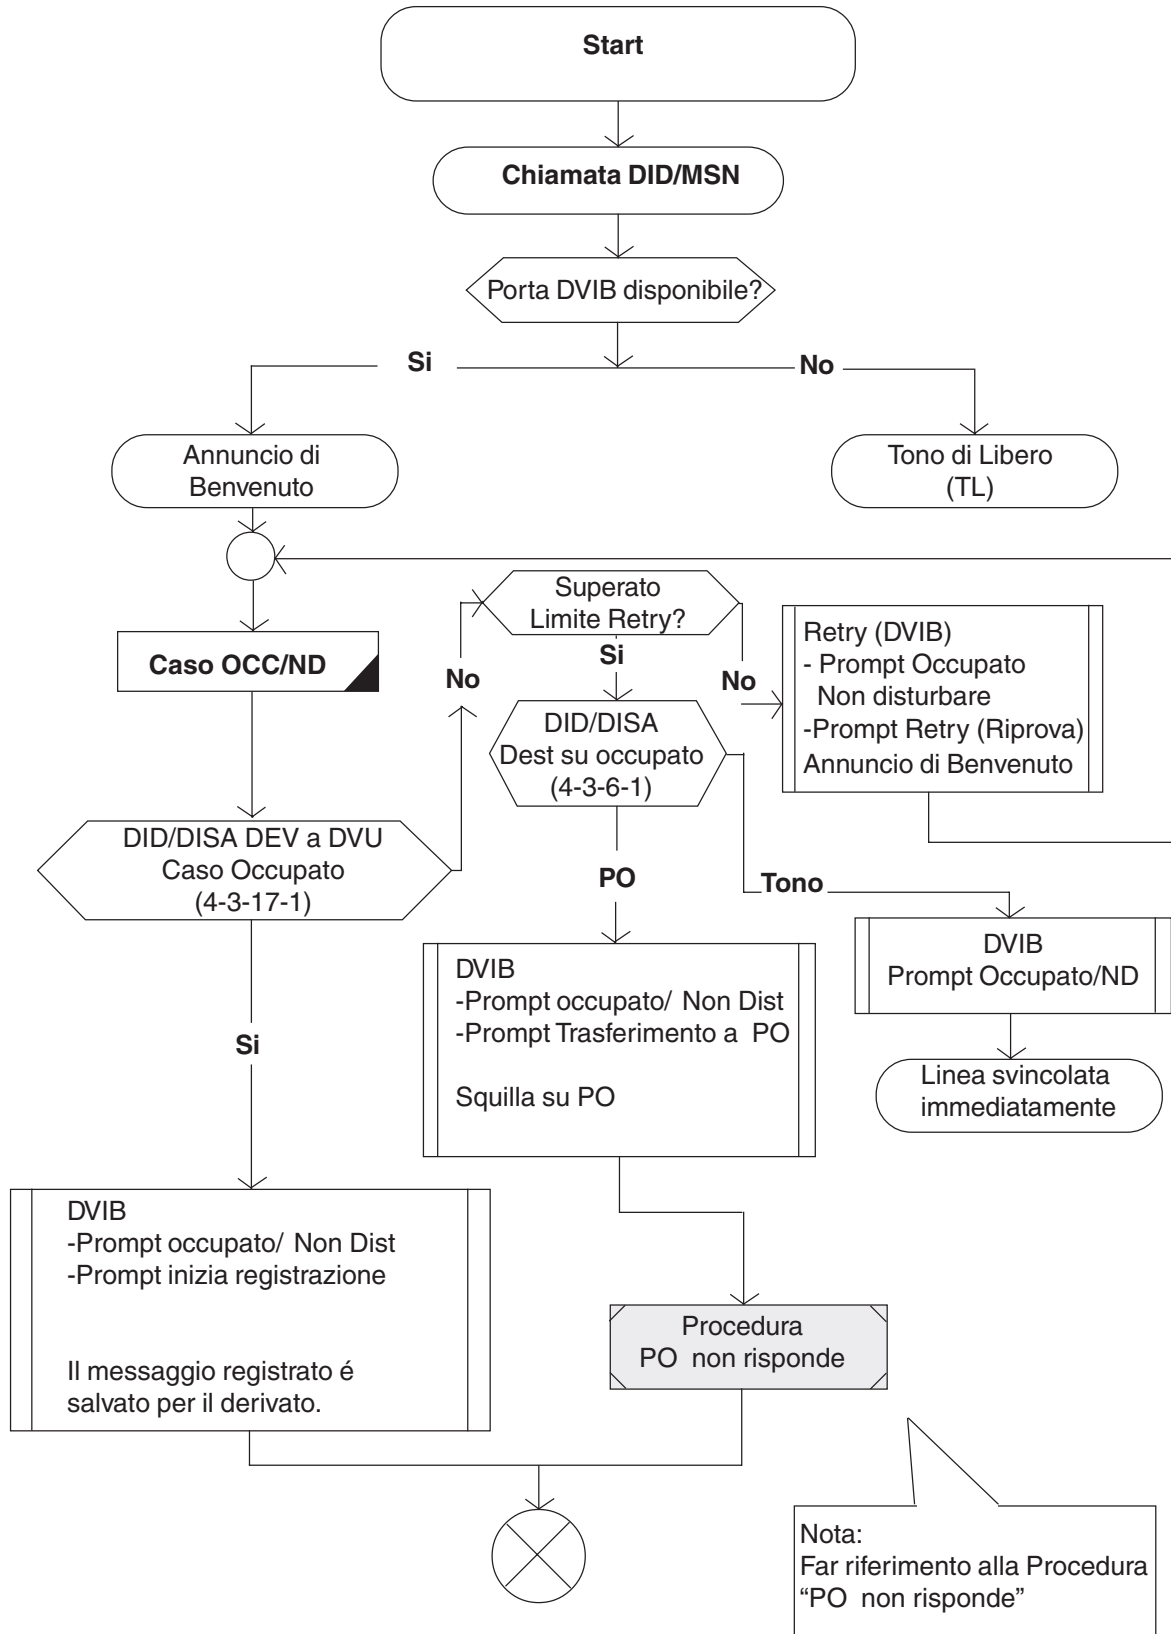 Start
Chiamata DID/MSN
Porta DVIB disponibile?
Si
No
Annuncio di
Benvenuto
Tono di Libero
(TL)
Superato
Limite Retry?
Retry (DVIB)
- Prompt Occupato
Non disturbare
-Prompt Retry (Riprova)
Annuncio di Benvenuto
Caso OCC/ND
No
Si
No
DID/DISA
Dest su occupato
(4-3-6-1)
DID/DISA DEV a DVU
Caso Occupato
(4-3-17-1)
PO
Tono
DVIB
Prompt Occupato/ND
DVIB
-Prompt occupato/ Non Dist
-Prompt Trasferimento a PO
Squilla su PO
Si
Linea svincolata
immediatamente
DVIB
-Prompt occupato/ Non Dist
-Prompt inizia registrazione
Il messaggio registrato é
salvato per il derivato.
Procedura
PO non risponde
Nota:
Far riferimento alla Procedura
“PO non risponde”